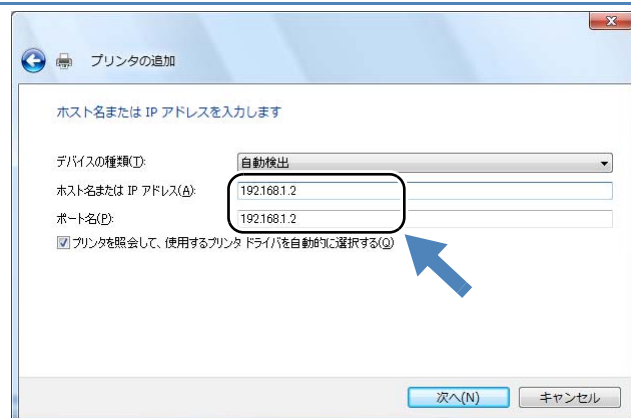 プリンタの追加
ホスト名または IP アドレスを入力します
デバイスの種類(T): 自動検出
ホスト名または IP アドレス(A): 192.168.1.2
ポート名(P): 192.168.1.2
プリンタを照会して、使用するプリンタ ドライバを自動的に選択する(Q)
次へ(N) キャンセル